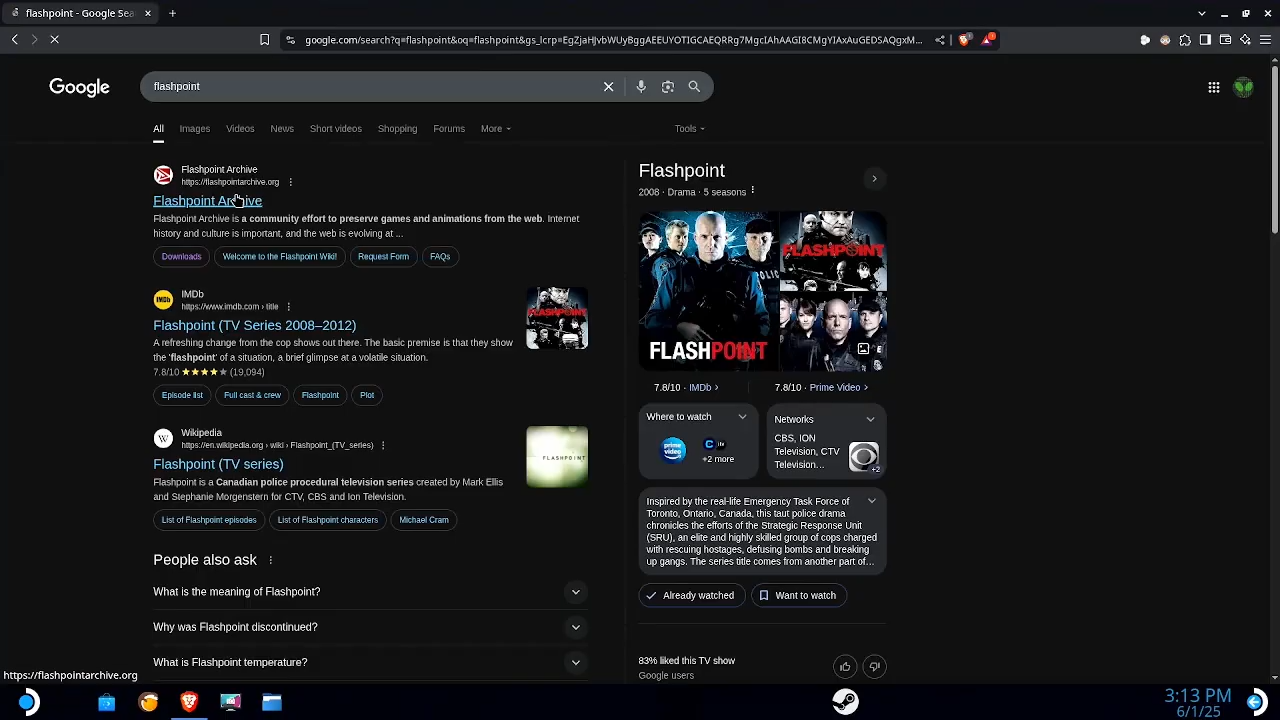 flashpoint - Google Sea
google.com/search?q=flashpoint&oq=flashpoint&gs_lcrp=EgZjaHJvbWUyBggAEEUYOTIGCAEQRRg7MgcIAhAAGI8CMgYIAxAuGEDSAQgxM...
Google
flashpoint
All
Images
Videos
News
Short videos
Shopping
Forums
More
Tools
Flashpoint Archive
https://flashpointarchive.org
Flashpoint Archive
Flashpoint Archive is a community effort to preserve games and animations from the web. Internet
history and culture is important, and the web is evolving at ...
Downloads
Welcome to the Flashpoint Wiki!
Request Form
FAQs
IMDb
IMDb
https://www.imdb.com › title
Flashpoint (TV Series 2008–2012)
A refreshing change from the cop shows out there. The basic premise is that they show
the 'flashpoint' of a situation, a brief glimpse at a volatile situation.
7.8/10 ★★★★★ (19,094)
Episode list
Full cast & crew
Flashpoint
Plot
FLASHPOINT
W
Wikipedia
https://en.wikipedia.org › wiki › Flashpoint_(TV_series)
Flashpoint (TV series)
Flashpoint is a Canadian police procedural television series created by Mark Ellis
and Stephanie Morgenstern for CTV, CBS and Ion Television.
List of Flashpoint episodes
List of Flashpoint characters
Michael Cram
FLASHPOINT
People also ask
What is the meaning of Flashpoint?
Why was Flashpoint discontinued?
What is Flashpoint temperature?
Flashpoint
2008 · Drama · 5 seasons
FLASHPOINT
FLASHPOINT
7.8/10 · IMDb ›
7.8/10 · Prime Video ›
Where to watch
prime video
+2 more
Networks
CBS, ION
Television, CTV
Television…
+2
Inspired by the real-life Emergency Task Force of
Toronto, Ontario, Canada, this taut police drama
chronicles the efforts of the Strategic Response Unit
(SRU), an elite and highly skilled group of cops charged
with rescuing hostages, defusing bombs and breaking
up gangs. The series title comes from another part of…
Already watched
Want to watch
83% liked this TV show
Google users
https://flashpointarchive.org
3:13 PM
6/1/25